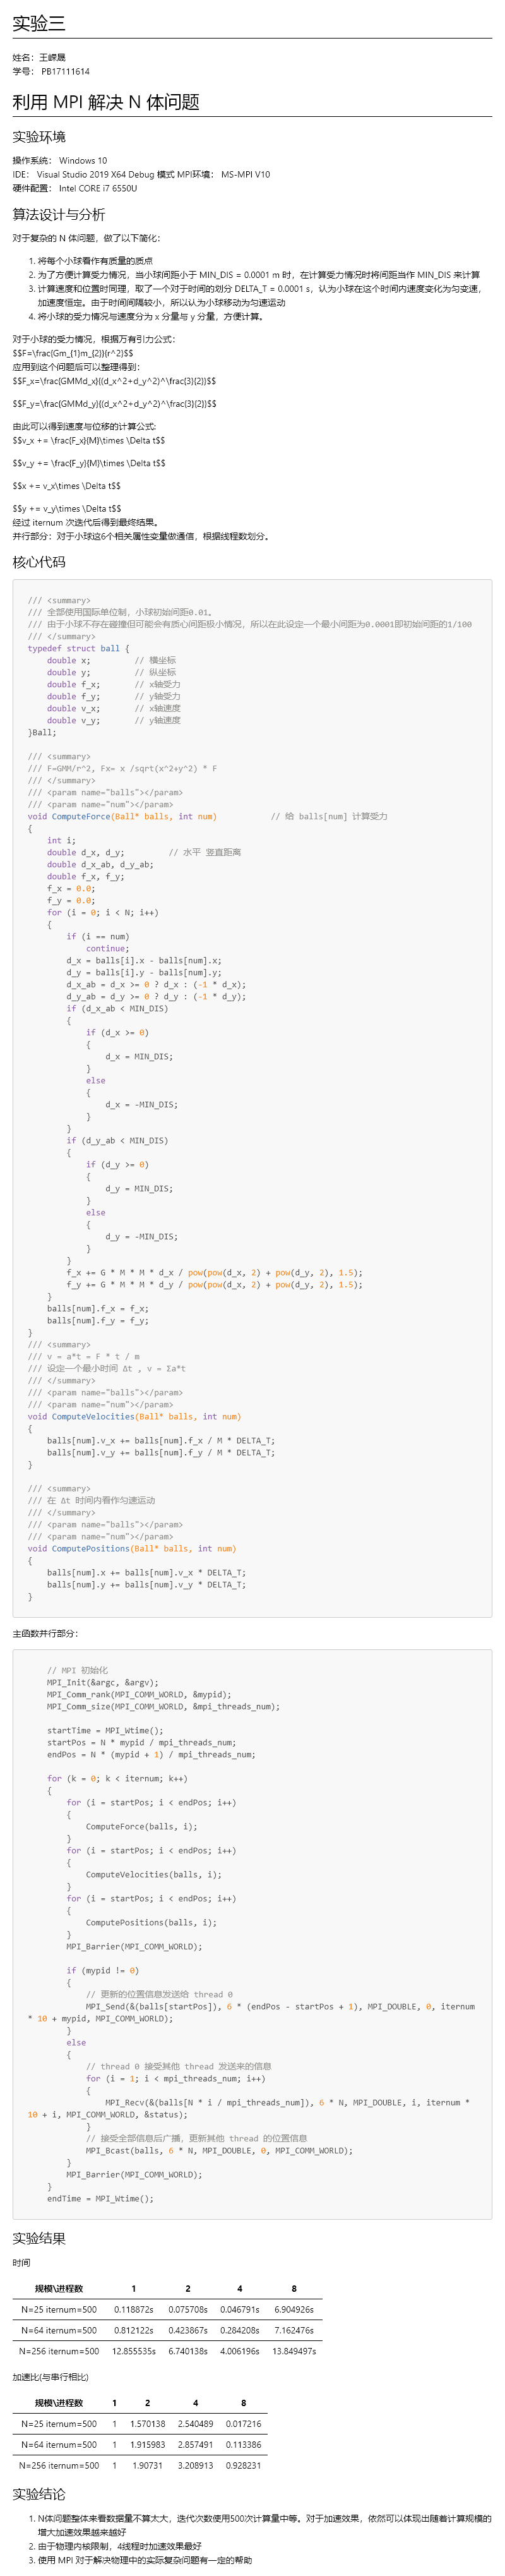 实验三
姓名： 王嵘晟
学号： PB17111614
利用 MPI 解决 N 体问题
实验环境
操作系统： Windows 10
IDE： Visual Studio 2019 X64 Debug 模式 MPI环境： MS-MPI V10
硬件配置： Intel CORE i7 6550U
算法设计与分析
对于复杂的 N 体问题，做了以下简化：
1. 将每个小球看作有质量的质点
2. 为了方便计算受力情况，当小球间距小于 MIN_DIS = 0.0001 m 时，在计算受力情况时将间距当作 MIN_DIS 来计算
3. 计算速度和位置时同理，取了一个对于时间的划分 DELTA_T = 0.0001 s，认为小球在这个时间内速度变化为匀变速，
加速度恒定。由于时间间隔较小，所以认为小球移动为匀速运动
4. 将小球的受力情况与速度分为 x 分量与 y 分量，方便计算。
对于小球的受力情况，根据万有引力公式：
$$F=\frac{Gm_{1}m_{2}}{r^2}$$
应用到这个问题后可以整理得到：
$$F_x=\frac{GMMd_x}{(d_x^2+d_y^2)^\frac{3}{2}}$$
$$F_y=\frac{GMMd_y}{(d_x^2+d_y^2)^\frac{3}{2}}$$
由此可以得到速度与位移的计算公式:
$$v_x += \frac{F_x}{M}\times \Delta t$$
$$v_y += \frac{F_y}{M}\times \Delta t$$
$$x += v_x\times \Delta t$$
$$y += v_y\times \Delta t$$
经过 iternum 次迭代后得到最终结果。
并行部分：对于小球这6个相关属性变量做通信，根据线程数划分。
核心代码
/// <summary>
/// 全部使用国际单位制，小球初始间距0.01。
/// 由于小球不存在碰撞但可能会有质心间距极小情况，所以在此设定一个最小间距为0.0001即初始间距的1/100
/// </summary>
typedef struct ball {
    double x;         // 横坐标
    double y;         // 纵坐标
    double f_x;       // x轴受力
    double f_y;       // y轴受力
    double v_x;       // x轴速度
    double v_y;       // y轴速度
}Ball;
/// <summary>
/// F=GMM/r^2, Fx= x /sqrt(x^2+y^2) * F
/// </summary>
/// <param name="balls"></param>
/// <param name="num"></param>
void ComputeForce(Ball* balls, int num)           // 给 balls[num] 计算受力
{
    int i;
    double d_x, d_y;         // 水平 竖直距离
    double d_x_ab, d_y_ab;
    double f_x, f_y;
    f_x = 0.0;
    f_y = 0.0;
    for (i = 0; i < N; i++)
    {
        if (i == num)
            continue;
        d_x = balls[i].x - balls[num].x;
        d_y = balls[i].y - balls[num].y;
        d_x_ab = d_x >= 0 ? d_x : (-1 * d_x);
        d_y_ab = d_y >= 0 ? d_y : (-1 * d_y);
        if (d_x_ab < MIN_DIS)
        {
            if (d_x >= 0)
            {
                d_x = MIN_DIS;
            }
            else
            {
                d_x = -MIN_DIS;
            }
        }
        if (d_y_ab < MIN_DIS)
        {
            if (d_y >= 0)
            {
                d_y = MIN_DIS;
            }
            else
            {
                d_y = -MIN_DIS;
            }
        }
        f_x += G * M * M * d_x / pow(pow(d_x, 2) + pow(d_y, 2), 1.5);
        f_y += G * M * M * d_y / pow(pow(d_x, 2) + pow(d_y, 2), 1.5);
    }
    balls[num].f_x = f_x;
    balls[num].f_y = f_y;
}
/// <summary>
/// v = a*t = F * t / m
/// 设定一个最小时间 Δt , v = Σa*t
/// </summary>
/// <param name="balls"></param>
/// <param name="num"></param>
void ComputeVelocities(Ball* balls, int num)
{
    balls[num].v_x += balls[num].f_x / M * DELTA_T;
    balls[num].v_y += balls[num].f_y / M * DELTA_T;
}
/// <summary>
/// 在 Δt 时间内看作匀速运动
/// </summary>
/// <param name="balls"></param>
/// <param name="num"></param>
void ComputePositions(Ball* balls, int num)
{
    balls[num].x += balls[num].v_x * DELTA_T;
    balls[num].y += balls[num].v_y * DELTA_T;
}
主函数并行部分：
    // MPI 初始化
    MPI_Init(&argc, &argv);
    MPI_Comm_rank(MPI_COMM_WORLD, &mypid);
    MPI_Comm_size(MPI_COMM_WORLD, &mpi_threads_num);
    startTime = MPI_Wtime();
    startPos = N * mypid / mpi_threads_num;
    endPos = N * (mypid + 1) / mpi_threads_num;
    for (k = 0; k < iternum; k++)
    {
        for (i = startPos; i < endPos; i++)
        {
            ComputeForce(balls, i);
        }
        for (i = startPos; i < endPos; i++)
        {
            ComputeVelocities(balls, i);
        }
        for (i = startPos; i < endPos; i++)
        {
            ComputePositions(balls, i);
        }
        MPI_Barrier(MPI_COMM_WORLD);
        if (mypid != 0)
        {
            // 更新的位置信息发送给 thread 0
            MPI_Send(&(balls[startPos]), 6 * (endPos - startPos + 1), MPI_DOUBLE, 0, iternum
* 10 + mypid, MPI_COMM_WORLD);
        }
        else
        {
            // thread 0 接受其他 thread 发送来的信息
            for (i = 1; i < mpi_threads_num; i++)
            {
                MPI_Recv(&(balls[N * i / mpi_threads_num]), 6 * N, MPI_DOUBLE, i, iternum *
10 + i, MPI_COMM_WORLD, &status);
            }
            // 接受全部信息后广播，更新其他 thread 的位置信息
            MPI_Bcast(balls, 6 * N, MPI_DOUBLE, 0, MPI_COMM_WORLD);
        }
        MPI_Barrier(MPI_COMM_WORLD);
    }
    endTime = MPI_Wtime();
实验结果
时间
规模\进程数 1 2 4 8
N=25 iternum=500 0.118872s 0.075708s 0.046791s 6.904926s
N=64 iternum=500 0.812122s 0.423867s 0.284208s 7.162476s
N=256 iternum=500 12.855535s 6.740138s 4.006196s 13.849497s
加速比(与串行相比)
规模\进程数 1 2 4 8
N=25 iternum=500 1 1.570138 2.540489 0.017216
N=64 iternum=500 1 1.915983 2.857491 0.113386
N=256 iternum=500 1 1.90731 3.208913 0.928231
实验结论
1. N体问题整体来看数据量不算太大，迭代次数使用500次计算量中等。对于加速效果，依然可以体现出随着计算规模的
增大加速效果越来越好
2. 由于物理内核限制，4线程时加速效果最好
3. 使用 MPI 对于解决物理中的实际复杂问题有一定的帮助